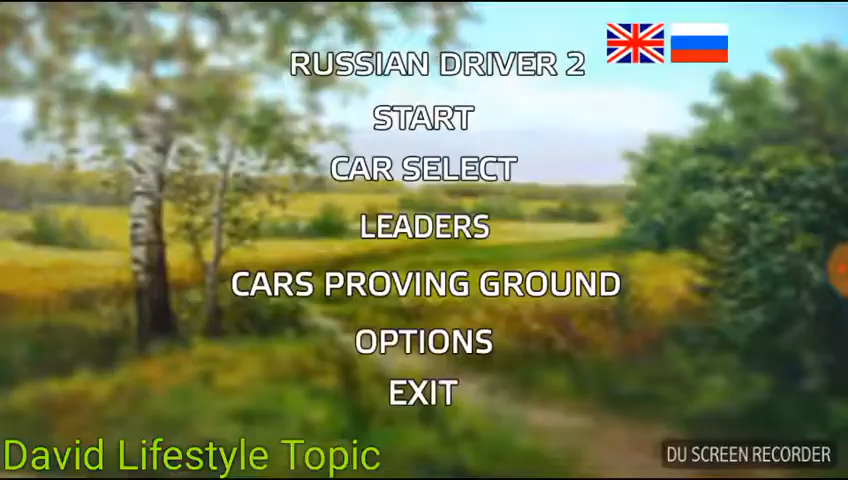 RUSSIAN DRIVER 2
START
CAR SELECT
LEADERS
CARS PROVING GROUND
OPTIONS
EXIT
David Lifestyle Topic
DU SCREEN RECORDER